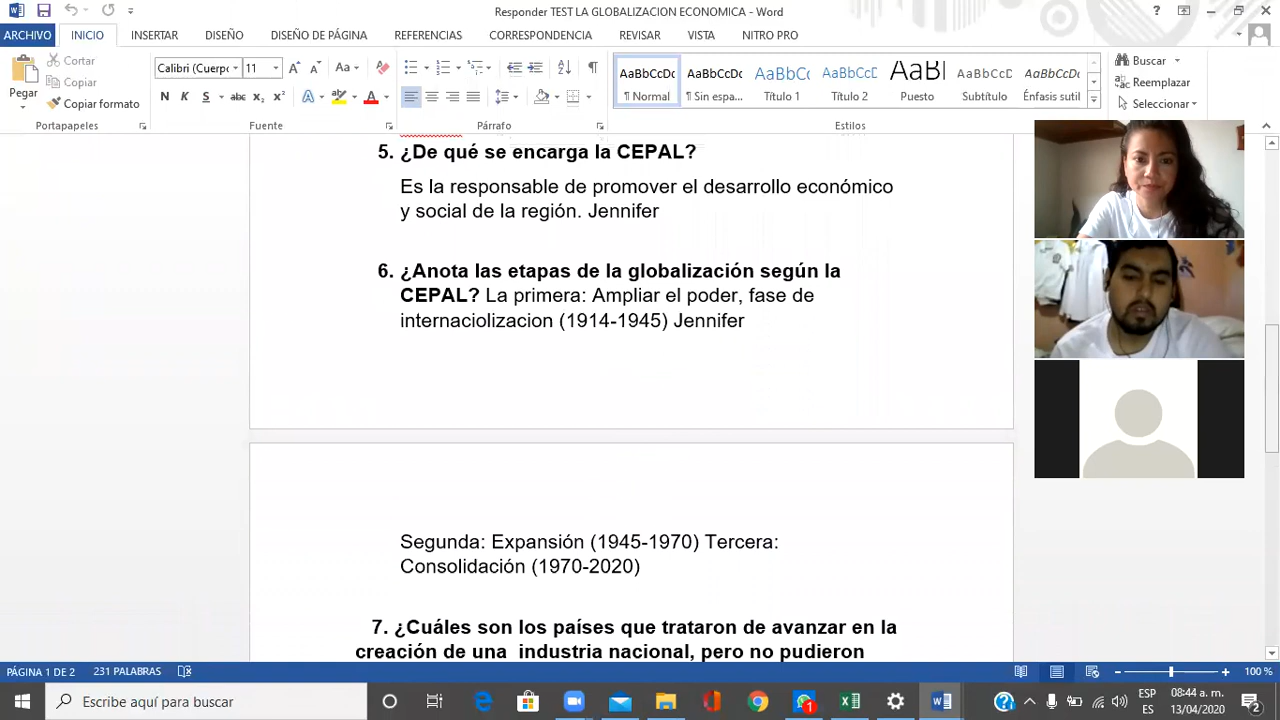 Responder TEST LA GLOBALIZACION ECONOMICA - Word
ARCHIVO INICIO INSERTAR DISEÑO DISEÑO DE PÁGINA REFERENCIAS CORRESPONDENCIA REVISAR VISTA NITRO PRO
Pegar
Cortar
Copiar
Copiar formato
Portapapeles
Calibri (Cuerpo 11
Fuente
Párrafo
AaBbCcDc AaBbCcDc AaBbC AaBbCcD AaBl AaBbCcD AaBbCcDc
¶ Normal ¶ Sin espa... Título 1 Título 2 Puesto Subtítulo Énfasis sutil
Estilos
Buscar
Reemplazar
Seleccionar
5. ¿De qué se encarga la CEPAL?
Es la responsable de promover el desarrollo económico
y social de la región. Jennifer
6. ¿Anota las etapas de la globalización según la
CEPAL? La primera: Ampliar el poder, fase de
internaciolizacion (1914-1945) Jennifer
Segunda: Expansión (1945-1970) Tercera:
Consolidación (1970-2020)
7. ¿Cuáles son los países que trataron de avanzar en la
creación de una industria nacional, pero no pudieron
PÁGINA 1 DE 2 231 PALABRAS 100 %
Escribe aquí para buscar
1
ESP
ES
08:44 a. m.
13/04/2020
2